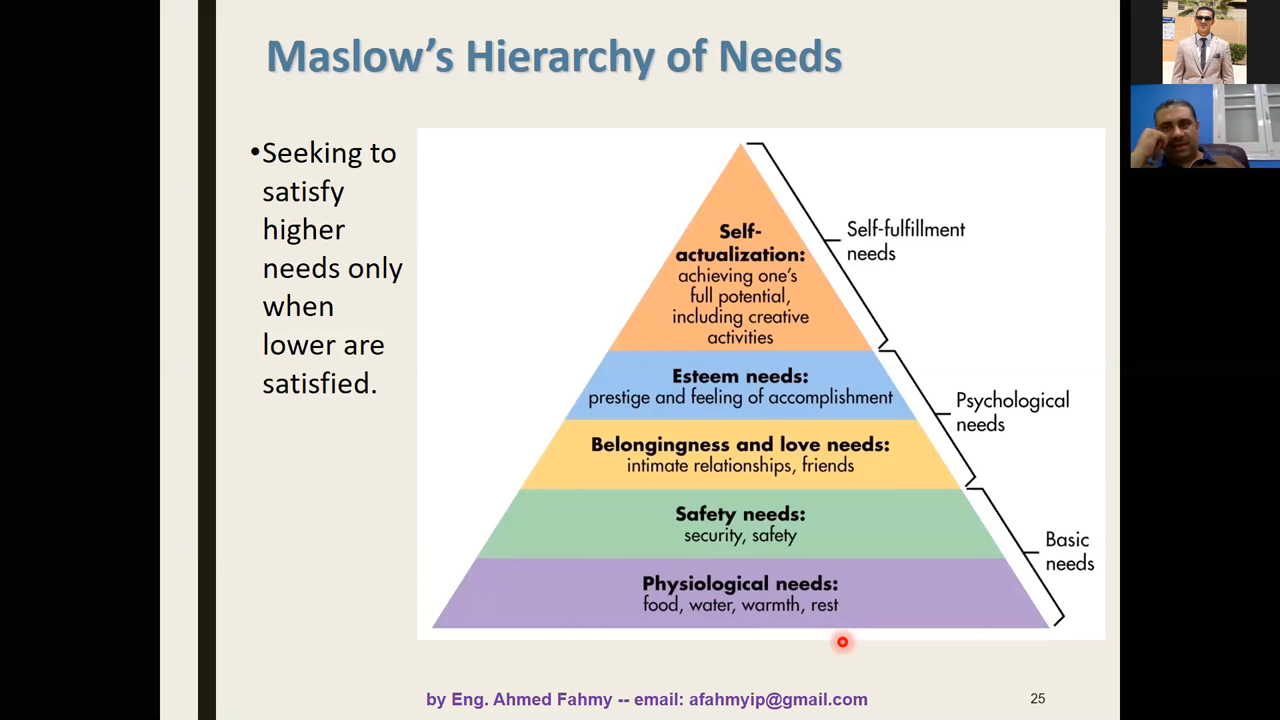 Maslow’s Hierarchy of Needs
•Seeking to
satisfy
higher
needs only
when
lower are
satisfied.
Self-
actualization:
achieving one’s
full potential,
including creative
activities
Esteem needs:
prestige and feeling of accomplishment
Belongingness and love needs:
intimate relationships, friends
Safety needs:
security, safety
Physiological needs:
food, water, warmth, rest
Self-fulfillment
needs
Psychological
needs
Basic
needs
by Eng. Ahmed Fahmy -- email: afahmyip@gmail.com
25